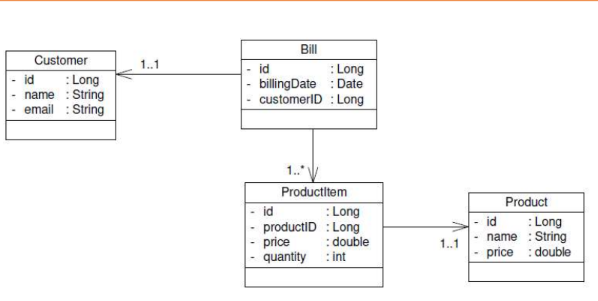 Customer
- id : Long
- name : String
- email : String
1..1
Bill
- id : Long
- billingDate : Date
- customerID : Long
1..*
ProductItem
- id : Long
- productID : Long
- price : double
- quantity : int
1..1
Product
- id : Long
- name : String
- price : double